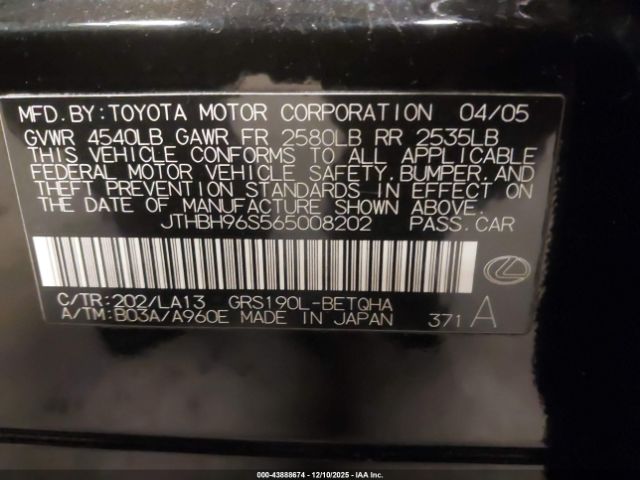 MFD.BY:TOYOTA MOTOR CORPORATION 04/05
GVWR 4540LB GAWR FR 2580LB RR 2535LB
THIS VEHICLE CONFORMS TO ALL APPLICABLE
FEDERAL MOTOR VEHICLE SAFETY,BUMPER,AND
THEFT PREVENTION STANDARDS IN EFFECT ON
THE DATE OF MANUFACTURE SHOWN ABOVE.
JTHBH96S565008202 PASS.CAR
C/TR:202/LA13 GRS190L-BETQHA
A/TM:B03A/A960E MADE IN JAPAN 371 A
000-43888674 - 12/10/2025 - IAA Inc.